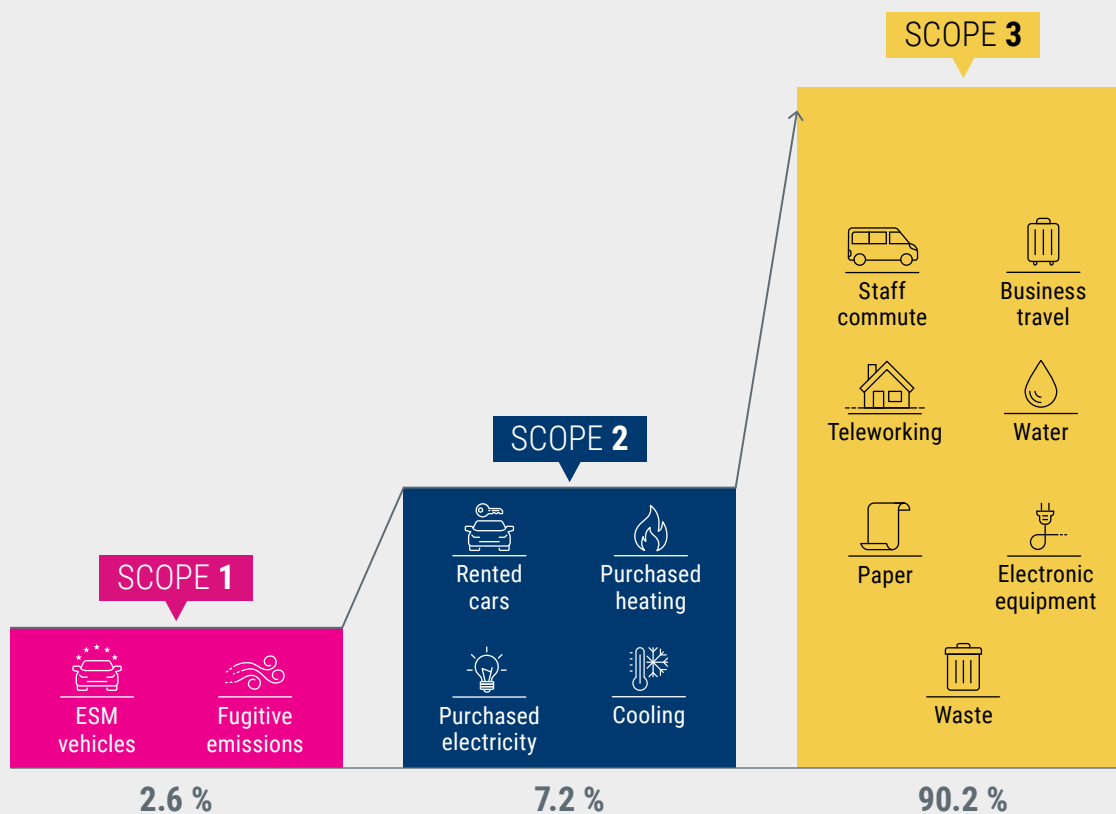 SCOPE 3
Staff
commute
Business
travel
Teleworking
Water
Paper
Electronic
equipment
Waste
SCOPE 2
Rented
cars
Purchased
heating
Purchased
electricity
Cooling
SCOPE 1
ESM
vehicles
Fugitive
emissions
2.6 %
7.2 %
90.2 %